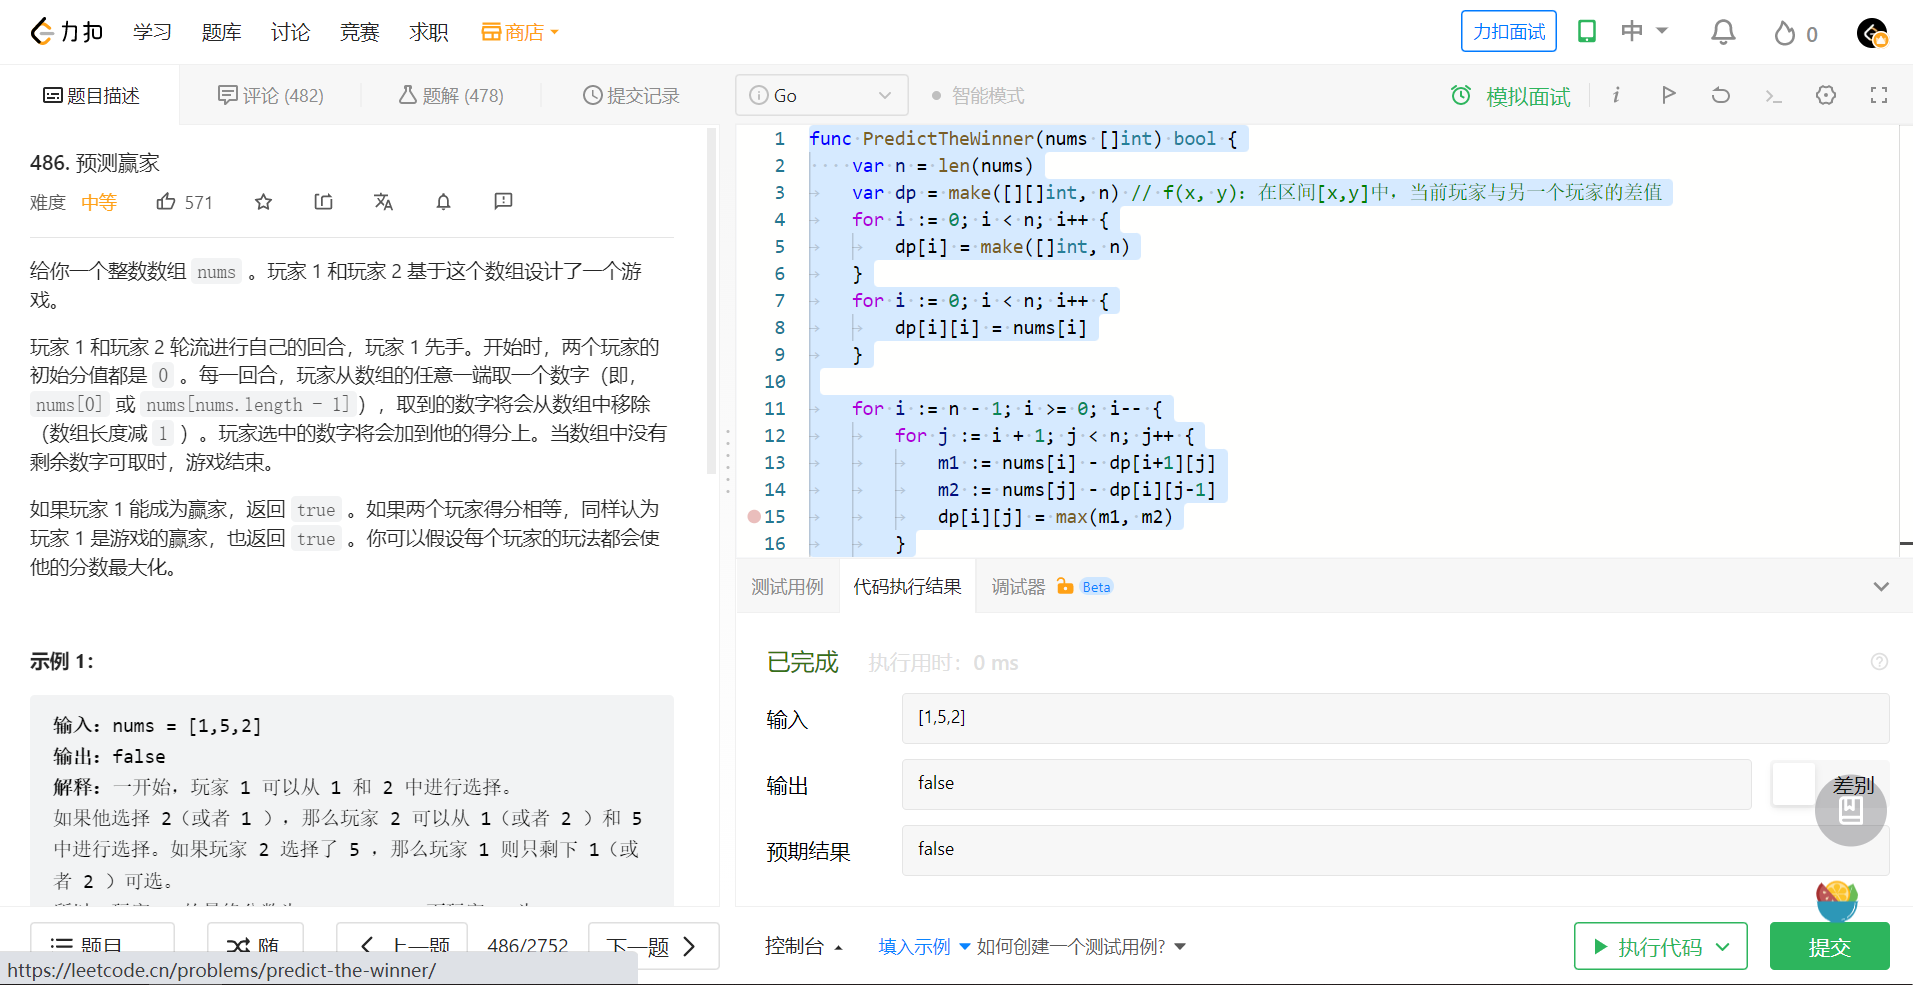 力扣 学习 题库 讨论 竞赛 求职 商店 力扣面试 中 0
题目描述 评论 (482) 题解 (478) 提交记录 Go 智能模式 模拟面试
486. 预测赢家
难度 中等 571
给你一个整数数组 nums 。玩家 1 和玩家 2 基于这个数组设计了一个游
戏。
玩家 1 和玩家 2 轮流进行自己的回合，玩家 1 先手。开始时，两个玩家的
初始分值都是 0 。每一回合，玩家从数组的任意一端取一个数字（即，
nums[0] 或 nums[nums.length - 1]），取到的数字将会从数组中移除
（数组长度减 1 ）。玩家选中的数字将会加到他的得分上。当数组中没有
剩余数字可取时，游戏结束。
如果玩家 1 能成为赢家，返回 true 。如果两个玩家得分相等，同样认为
玩家 1 是游戏的赢家，也返回 true 。你可以假设每个玩家的玩法都会使
他的分数最大化。
示例 1：
输入：nums = [1,5,2]
输出：false
解释：一开始，玩家 1 可以从 1 和 2 中进行选择。
如果他选择 2（或者 1 ），那么玩家 2 可以从 1（或者 2 ）和 5
中进行选择。如果玩家 2 选择了 5 ，那么玩家 1 则只剩下 1（或
者 2 ）可选。
题目 随 上一题 486/2752 下一题
https://leetcode.cn/problems/predict-the-winner/
1 func PredictTheWinner(nums []int) bool {
2 var n = len(nums)
3 var dp = make([][]int, n) // f(x, y)：在区间[x,y]中，当前玩家与另一个玩家的差值
4 for i := 0; i < n; i++ {
5 dp[i] = make([]int, n)
6 }
7 for i := 0; i < n; i++ {
8 dp[i][i] = nums[i]
9 }
10
11 for i := n - 1; i >= 0; i-- {
12 for j := i + 1; j < n; j++ {
13 m1 := nums[i] - dp[i+1][j]
14 m2 := nums[j] - dp[i][j-1]
15 dp[i][j] = max(m1, m2)
16 }
测试用例 代码执行结果 调试器 Beta
已完成 执行用时：0 ms
输入 [1,5,2]
输出 false 差别
预期结果 false
控制台 填入示例 如何创建一个测试用例? 执行代码 提交